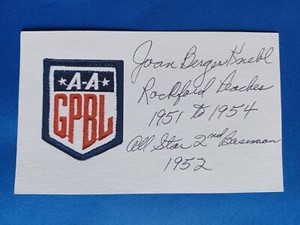 A-A
GPBL
Joan Berger Knebl
Rockford Peaches
1951 to 1954
All Star 2nd Baseman
1952